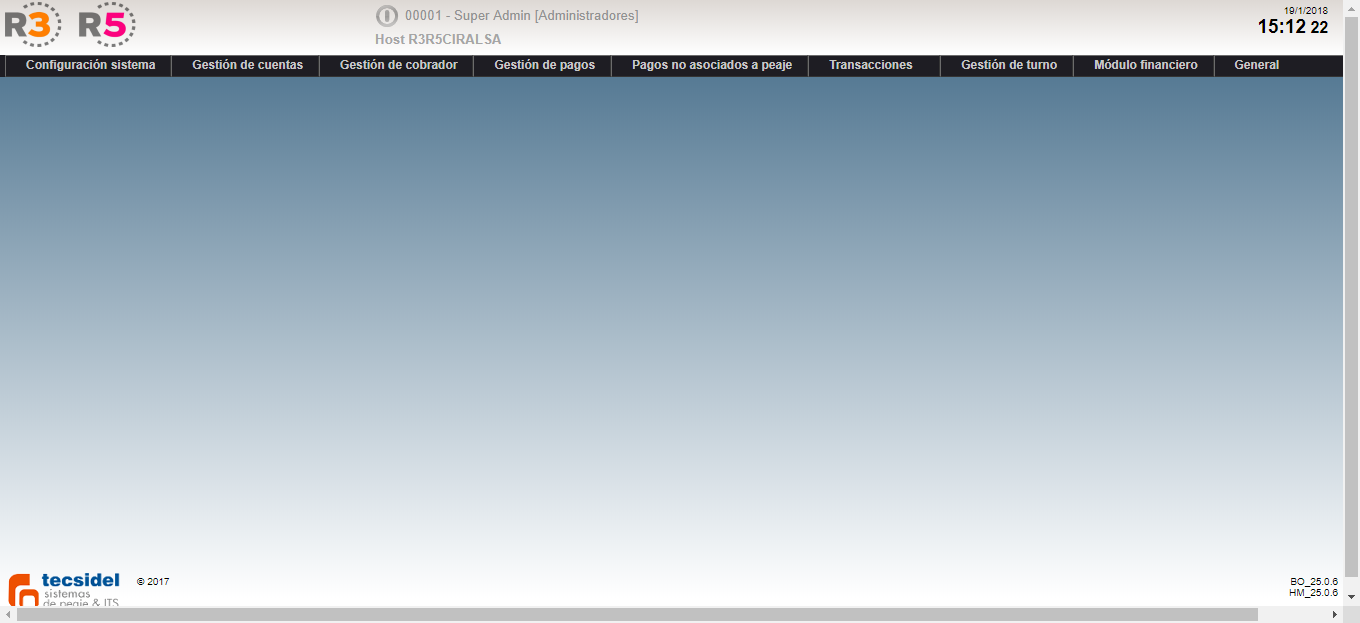 R3 R5
00001 - Super Admin [Administradores]
Host R3R5CIRALSA
19/1/2018
15:12 22
Configuración sistema Gestión de cuentas Gestión de cobrador Gestión de pagos Pagos no asociados a peaje Transacciones Gestión de turno Módulo financiero General
tecsidel
sistemas
de peaje & ITS
© 2017
BO_25.0.6
HM_25.0.6